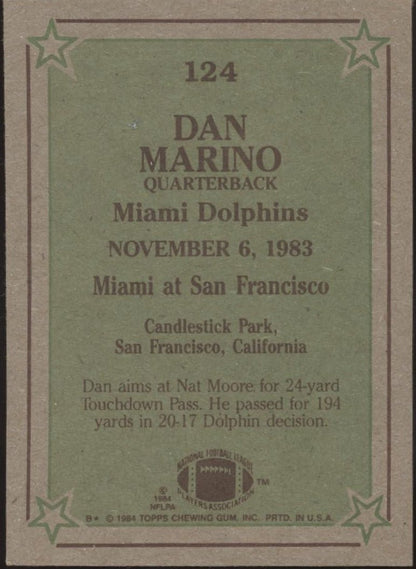 124
DAN
MARINO
QUARTERBACK
Miami Dolphins
NOVEMBER 6, 1983
Miami at San Francisco
Candlestick Park,
San Francisco, California
Dan aims at Nat Moore for 24-yard
Touchdown Pass. He passed for 194
yards in 20-17 Dolphin decision.
NATIONAL FOOTBALL LEAGUE
PLAYERS ASSOCIATION
TM
©
1984
NFLPA
B★ © 1984 TOPPS CHEWING GUM, INC. PRTD. IN U.S.A.